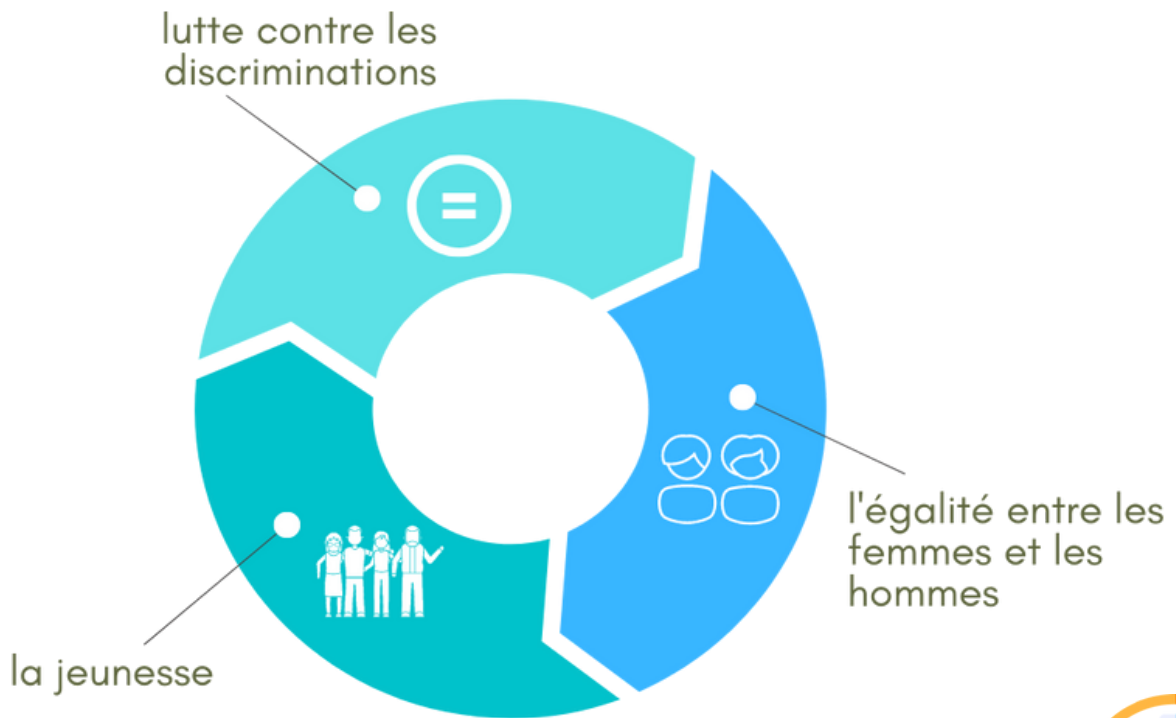 lutte contre les
discriminations
l'égalité entre les
femmes et les
hommes
la jeunesse